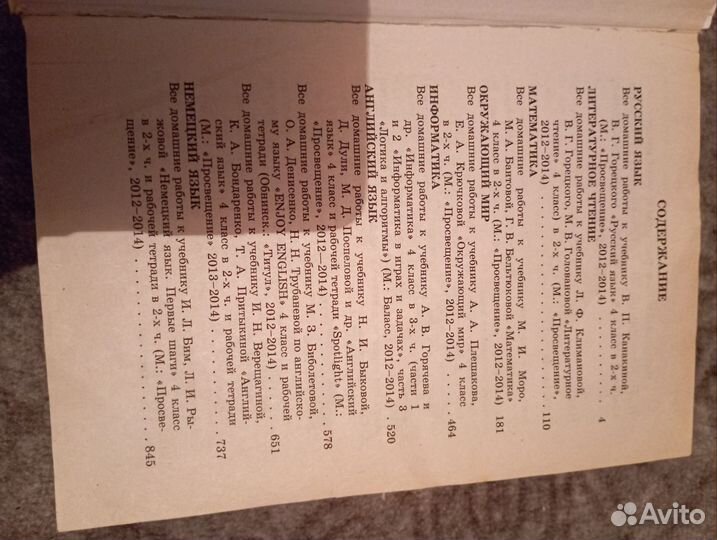 СОДЕРЖАНИЕ
РУССКИЙ ЯЗЫК
Все домашние работы к учебнику В. П. Канакиной,
В. Г. Горецкого «Русский язык» 4 класс в 2-х ч.
(М.: «Просвещение», 2012–2014) . . . . . . . . . . 4
ЛИТЕРАТУРНОЕ ЧТЕНИЕ
Все домашние работы к учебнику Л. Ф. Климановой,
В. Г. Горецкого, М. В. Головановой «Литературное
чтение» 4 класс) в 2-х ч. (М.: «Просвещение»,
2012–2014) . . . . . . . . . . 110
МАТЕМАТИКА
Все домашние работы к учебнику М. И. Моро,
М. А. Бантовой, Г. В. Бельтюковой «Математика»
4 класс в 2-х ч. (М.: «Просвещение», 2012–2014) 181
ОКРУЖАЮЩИЙ МИР
Все домашние работы к учебнику А. А. Плешакова,
Е. А. Крючковой «Окружающий мир» 4 класс
в 2-х ч. (М.: «Просвещение», 2012–2014) . . . . 464
ИНФОРМАТИКА
Все домашние работы к учебнику А. В. Горячева и
др. «Информатика» 4 класс в 3-х ч. (части 1
и 2 «Информатика в играх и задачах», часть 3
«Логика и алгоритмы») (М.: Баласс, 2012–2014) . 520
АНГЛИЙСКИЙ ЯЗЫК
Все домашние работы к учебнику Н. И. Быковой,
Д. Дули, М. Д. Поспеловой и др. «Английский
язык» 4 класс и рабочей тетради «Spotlight» (М.:
«Просвещение», 2012—2014) . . . . . . . . . . 578
Все домашние работы к учебнику М. З. Биболетовой,
О. А. Денисенко, Н. Н. Трубаневой по английско-
му языку «ENJOY ENGLISH» 4 класс и рабочей
тетради (Обнинск.: «Титул», 2012–2014) . . . . . . 651
Все домашние работы к учебнику И. Н. Верещагиной,
К. А. Бондаренко, Т. А. Притыкиной «Англий-
ский язык» 4 класс в 2-х ч. и рабочей тетради
(М.: «Просвещение» 2013–2014) . . . . . . . . . . 737
НЕМЕЦКИЙ ЯЗЫК
Все домашние работы к учебнику И. Л. Бим, Л. И. Ры-
жовой «Немецкий язык. Первые шаги» 4 класс
в 2-х ч. и рабочей тетради в 2-х ч. (М.: «Просве-
щение», 2012–2014) . . . . . . . . . . 845
Avito